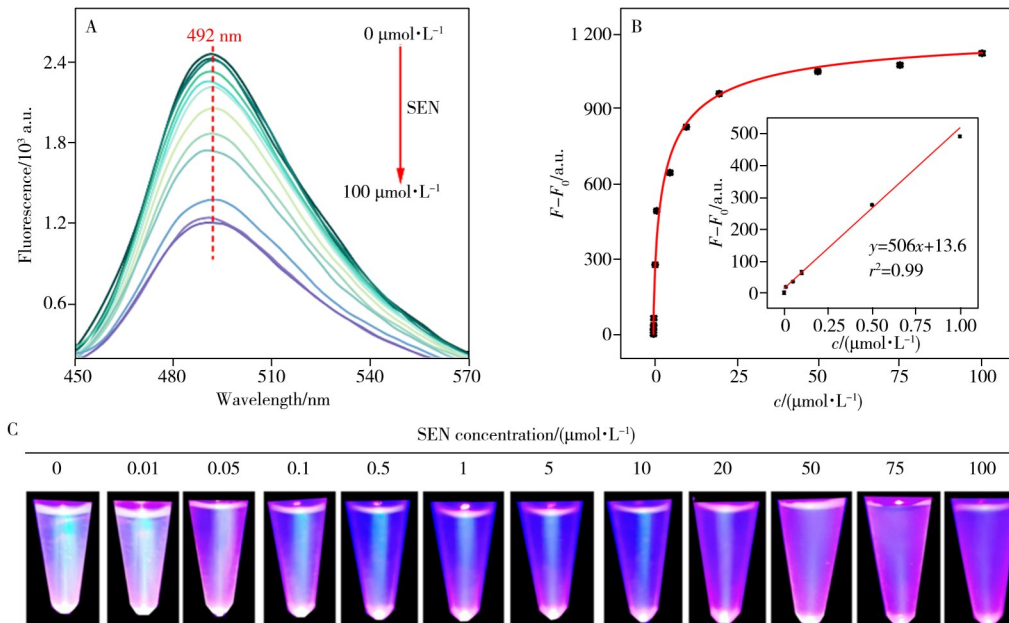 A
492 nm
0 μmol·L⁻¹
SEN
100 μmol·L⁻¹
2.4
1.8
1.2
0.6
Fluorescence/10³ a.u.
450
480
510
540
570
Wavelength/nm
B
1 200
900
600
300
0
F−F₀/a.u.
0
25
50
75
100
c/(μmol·L⁻¹)
500
400
300
200
100
0
F−F₀/a.u.
y=506x+13.6
r²=0.99
0
0.25
0.50
0.75
1.00
c/(μmol·L⁻¹)
C
SEN concentration/(μmol·L⁻¹)
0 0.01 0.05 0.1 0.5 1 5 10 20 50 75 100